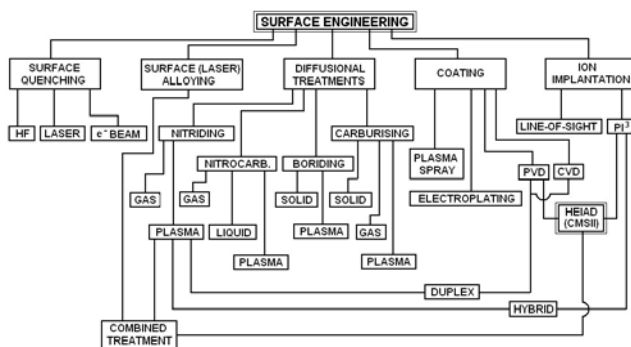 SURFACE ENGINEERING
SURFACE
QUENCHING
SURFACE (LASER)
ALLOYING
DIFFUSIONAL
TREATMENTS
COATING
ION
IMPLANTATION
HF
LASER
e⁻ BEAM
NITRIDING
CARBURISING
LINE-OF-SIGHT
PI³
NITROCARB.
BORIDING
PLASMA
SPRAY
PVD
CVD
GAS
GAS
SOLID
SOLID
ELECTROPLATING
HEIAD
(CMSII)
PLASMA
LIQUID
PLASMA
GAS
PLASMA
PLASMA
DUPLEX
HYBRID
COMBINED
TREATMENT